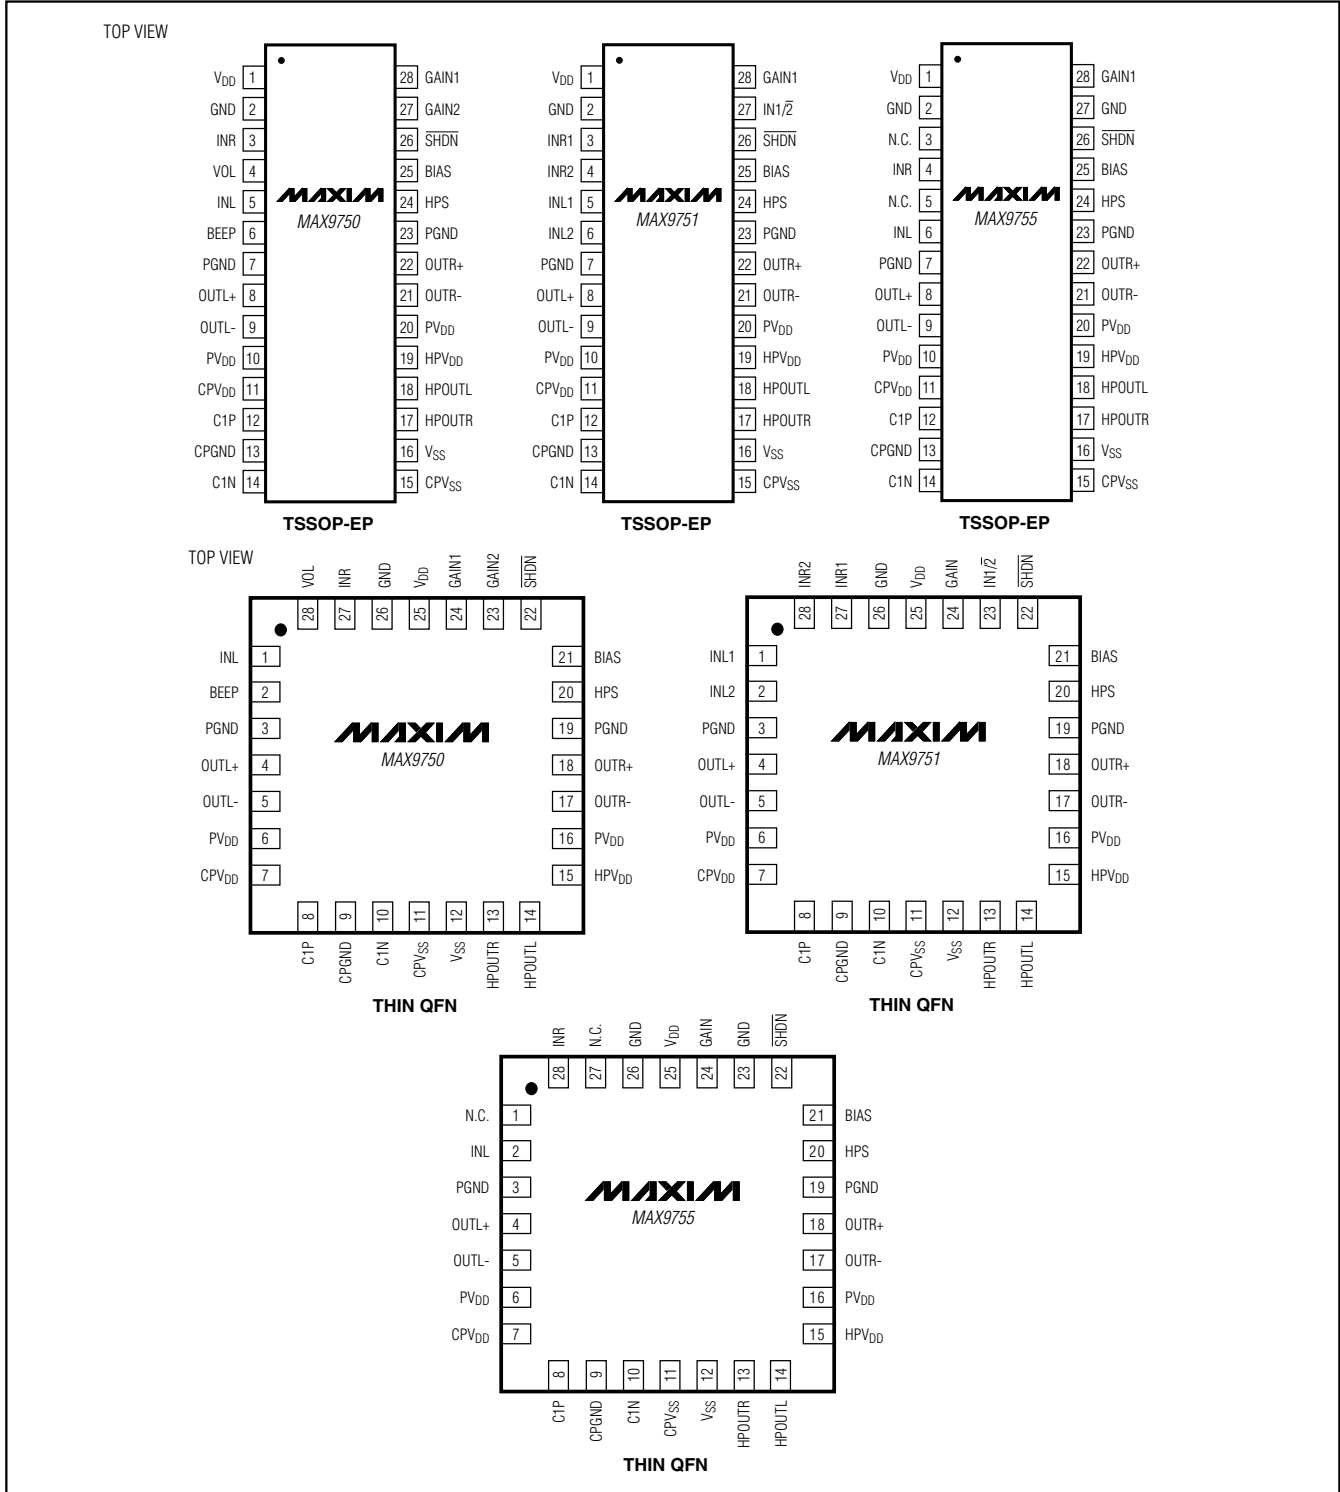 TOP VIEW
VDD 1 28 GAIN1 VDD 1 28 GAIN1 VDD 1 28 GAIN1
GND 2 27 GAIN2 GND 2 27 IN1/2̅ GND 2 27 GND
INR 3 26 S̅H̅D̅N̅ INR1 3 26 S̅H̅D̅N̅ N.C. 3 26 S̅H̅D̅N̅
VOL 4 25 BIAS INR2 4 25 BIAS INR 4 25 BIAS
INL 5 MAXIM 24 HPS INL1 5 MAXIM 24 HPS N.C. 5 MAXIM 24 HPS
MAX9750 MAX9751 MAX9755
BEEP 6 23 PGND INL2 6 23 PGND INL 6 23 PGND
PGND 7 22 OUTR+ PGND 7 22 OUTR+ PGND 7 22 OUTR+
OUTL+ 8 21 OUTR- OUTL+ 8 21 OUTR- OUTL+ 8 21 OUTR-
OUTL- 9 20 PVDD OUTL- 9 20 PVDD OUTL- 9 20 PVDD
PVDD 10 19 HPVDD PVDD 10 19 HPVDD PVDD 10 19 HPVDD
CPVDD 11 18 HPOUTL CPVDD 11 18 HPOUTL CPVDD 11 18 HPOUTL
C1P 12 17 HPOUTR C1P 12 17 HPOUTR C1P 12 17 HPOUTR
CPGND 13 16 VSS CPGND 13 16 VSS CPGND 13 16 VSS
C1N 14 15 CPVSS C1N 14 15 CPVSS C1N 14 15 CPVSS
TSSOP-EP TSSOP-EP TSSOP-EP
TOP VIEW
VOL INR GND VDD GAIN1 GAIN2 S̅H̅D̅N̅
28 27 26 25 24 23 22
INL 1 21 BIAS
BEEP 2 20 HPS
PGND 3 MAXIM 19 PGND
MAX9750
OUTL+ 4 18 OUTR+
OUTL- 5 17 OUTR-
PVDD 6 16 PVDD
CPVDD 7 15 HPVDD
8 9 10 11 12 13 14
C1P CPGND C1N CPVSS VSS HPOUTR HPOUTL
THIN QFN
INR2 INR1 GND VDD GAIN IN1/2̅ S̅H̅D̅N̅
28 27 26 25 24 23 22
INL1 1 21 BIAS
INL2 2 20 HPS
PGND 3 MAXIM 19 PGND
MAX9751
OUTL+ 4 18 OUTR+
OUTL- 5 17 OUTR-
PVDD 6 16 PVDD
CPVDD 7 15 HPVDD
8 9 10 11 12 13 14
C1P CPGND C1N CPVSS VSS HPOUTR HPOUTL
THIN QFN
INR N.C. GND VDD GAIN GND S̅H̅D̅N̅
28 27 26 25 24 23 22
N.C. 1 21 BIAS
INL 2 20 HPS
PGND 3 MAXIM 19 PGND
MAX9755
OUTL+ 4 18 OUTR+
OUTL- 5 17 OUTR-
PVDD 6 16 PVDD
CPVDD 7 15 HPVDD
8 9 10 11 12 13 14
C1P CPGND C1N CPVSS VSS HPOUTR HPOUTL
THIN QFN